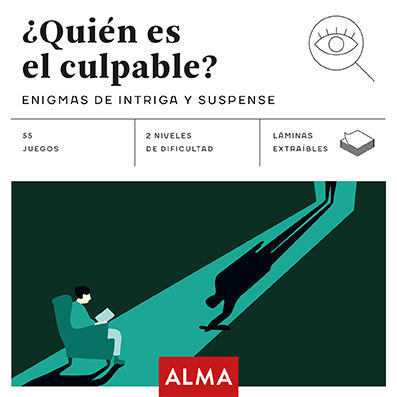 ¿Quién es
el culpable?
ENIGMAS DE INTRIGA Y SUSPENSE
55
JUEGOS
2 NIVELES
DE DIFICULTAD
LÁMINAS
EXTRAÍBLES
ALMA